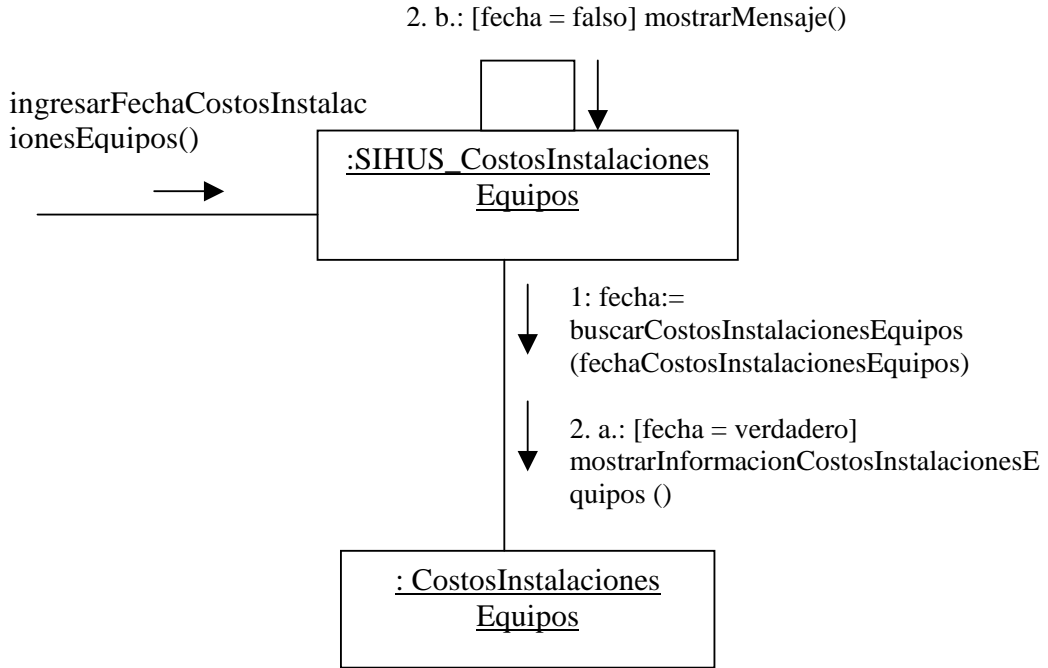 2. b.: [fecha = falso] mostrarMensaje()
ingresarFechaCostosInstalac
ionesEquipos()
:SIHUS_CostosInstalaciones
Equipos
1: fecha:=
buscarCostosInstalacionesEquipos
(fechaCostosInstalacionesEquipos)
2. a.: [fecha = verdadero]
mostrarInformacionCostosInstalacionesE
quipos ()
: CostosInstalaciones
Equipos